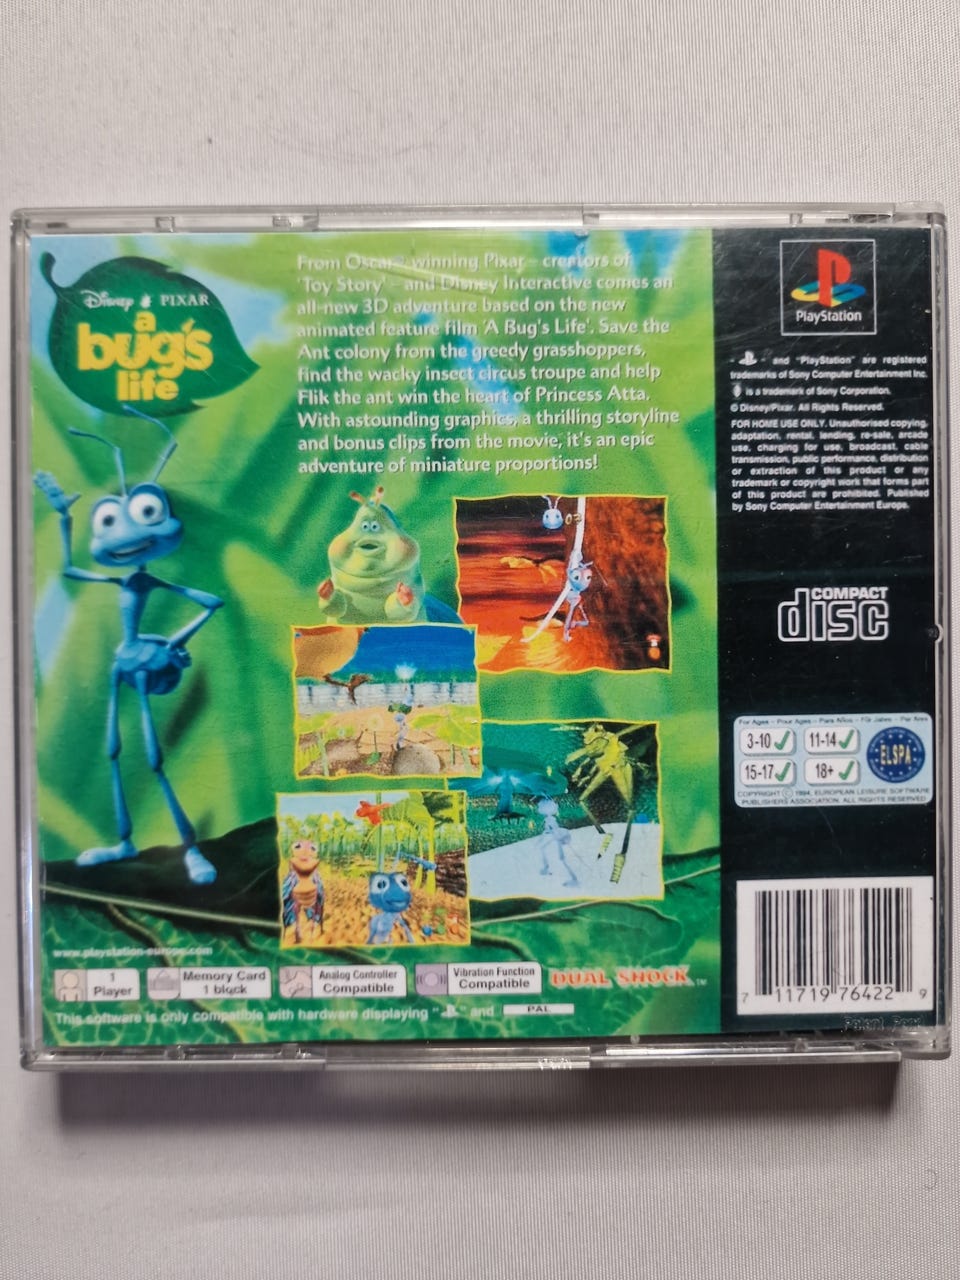 Disney PIXAR
a
bug's
life
From Oscar® winning Pixar - creators of
'Toy Story' - and Disney Interactive comes an
all-new 3D adventure based on the new
animated feature film 'A Bug's Life'. Save the
Ant colony from the greedy grasshoppers,
find the wacky insect circus troupe and help
Flik the ant win the heart of Princess Atta.
With astounding graphics, a thrilling storyline
and bonus clips from the movie, it's an epic
adventure of miniature proportions!
03
www.playstation-europe.com
1
Player
Memory Card
1 block
Analog Controller
Compatible
Vibration Function
Compatible
DUAL SHOCK™
This software is only compatible with hardware displaying " " and PAL
PlayStation
" " and "PlayStation" are registered
trademarks of Sony Computer Entertainment Inc.
is a trademark of Sony Corporation.
© Disney/Pixar. All Rights Reserved.
FOR HOME USE ONLY. Unauthorised copying,
adaptation, rental, lending, re-sale, arcade
use, charging for use, broadcast, cable
transmission, public performance, distribution
or extraction of this product or any
trademark or copyright work that forms part
of this product are prohibited. Published
by Sony Computer Entertainment Europe.
COMPACT
disc
For Ages - Pour Ages - Para Años - Für Jahre - Per Anni
3-10 ✓ 11-14 ✓
15-17 ✓ 18+ ✓
ELSPA
COPYRIGHT © 1994, EUROPEAN LEISURE SOFTWARE
PUBLISHERS ASSOCIATION. ALL RIGHTS RESERVED
7 11719 76422 9
Patent